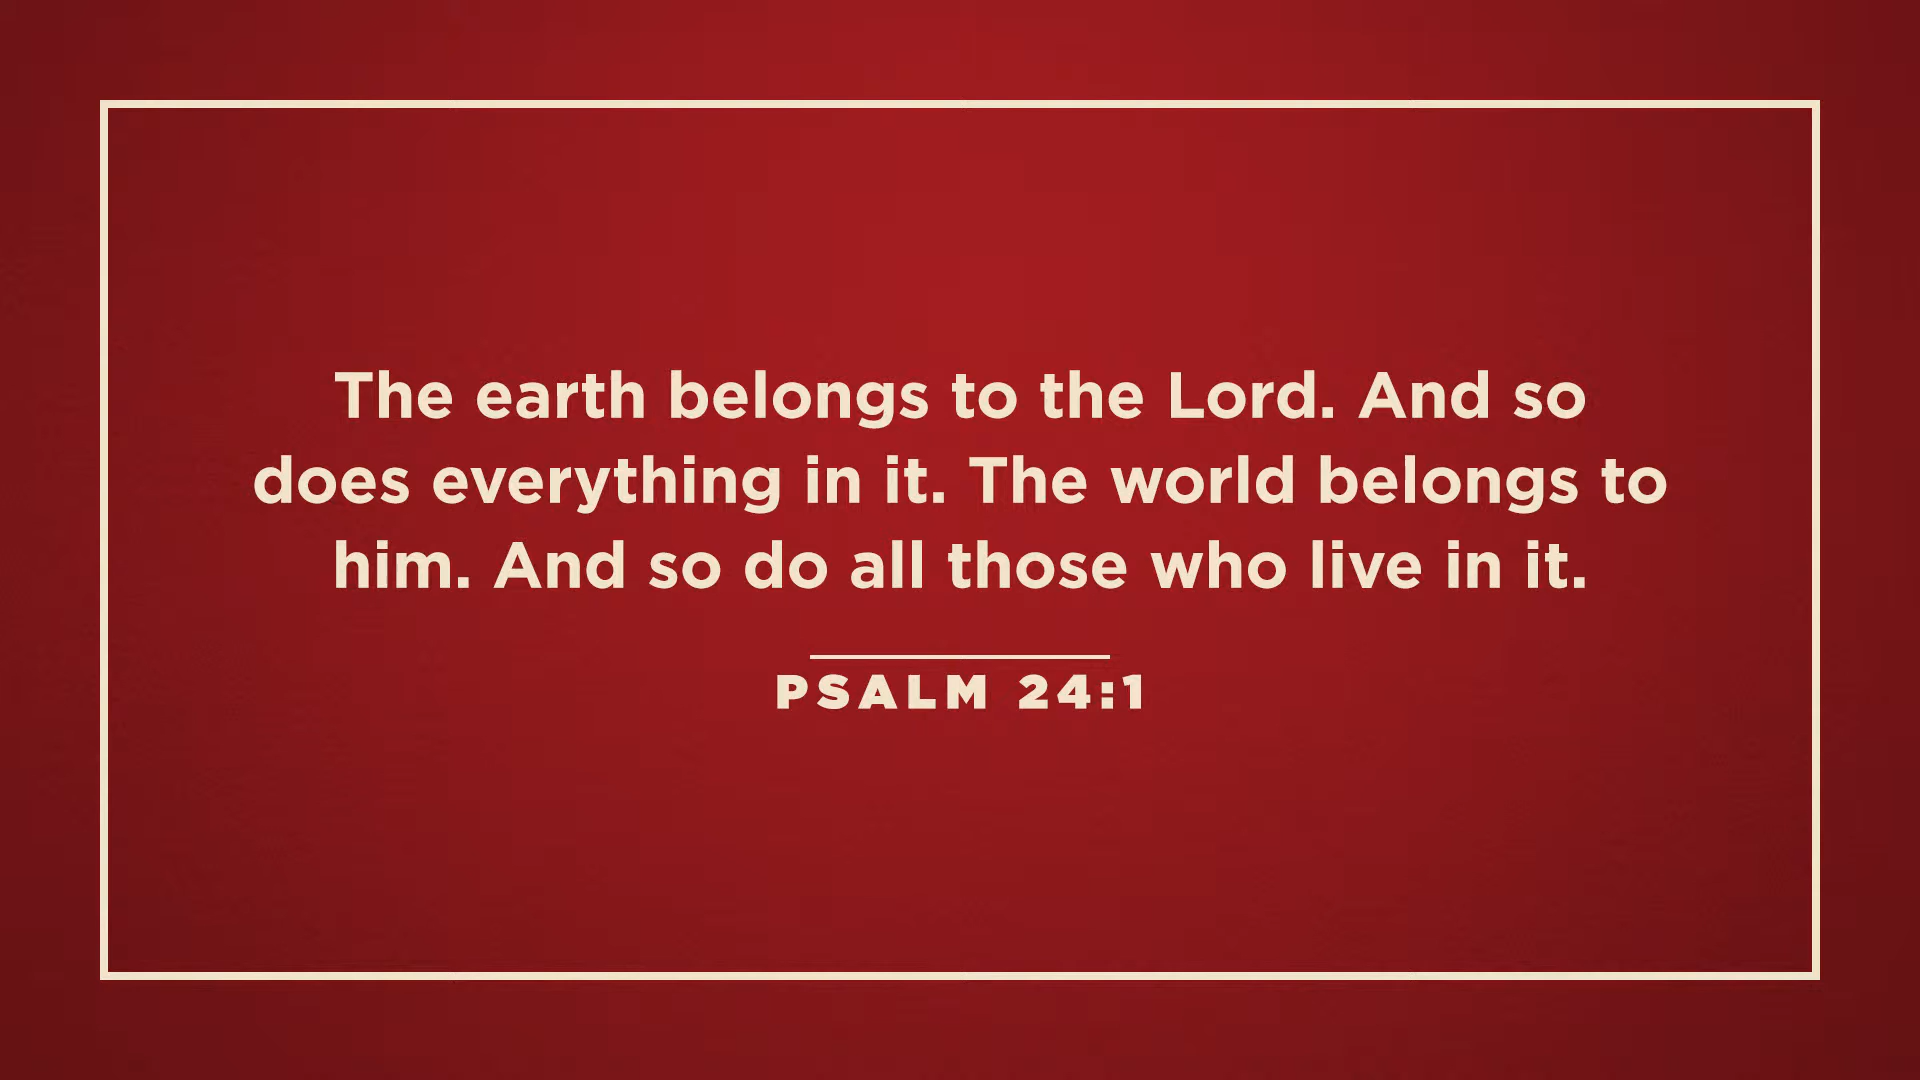 The earth belongs to the Lord. And so
does everything in it. The world belongs to
him. And so do all those who live in it.
PSALM 24:1